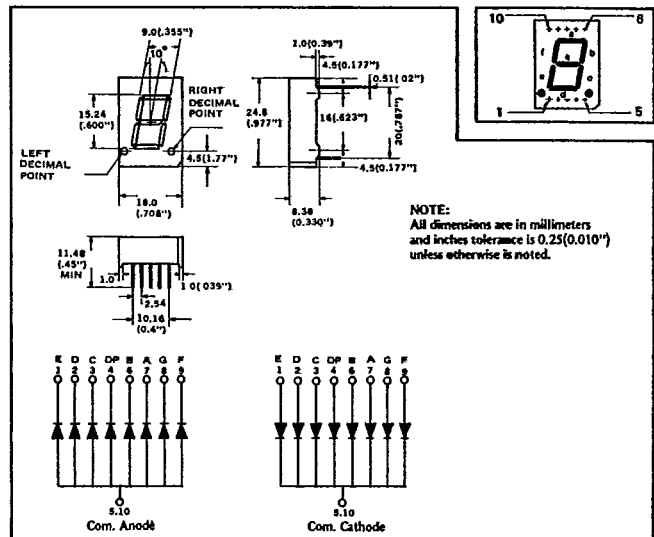 9.0(.355")
10°
15.24
(.600")
RIGHT
DECIMAL
POINT
LEFT
DECIMAL
POINT
4.5(1.77")
18.0
(.708")
1.0(0.39")
4.5(0.177")
0.51(02")
24.8
(.977")
16(.623")
20(.787")
4.5(0.177")
8.38
(0.330")
10
6
a
f
b
g
e
c
d
1
5
NOTE:
All dimensions are in millimeters
and inches tolerance is 0.25(0.010")
unless otherwise is noted.
11.48
(.45")
MIN
1.0
1 0(039")
2.54
10.16
(0.4")
E D C DP B A G F
1 2 3 4 6 7 8 9
5.10
Com. Anodè
E D C DP B A G F
1 2 3 4 6 7 8 9
5.10
Com. Cathode